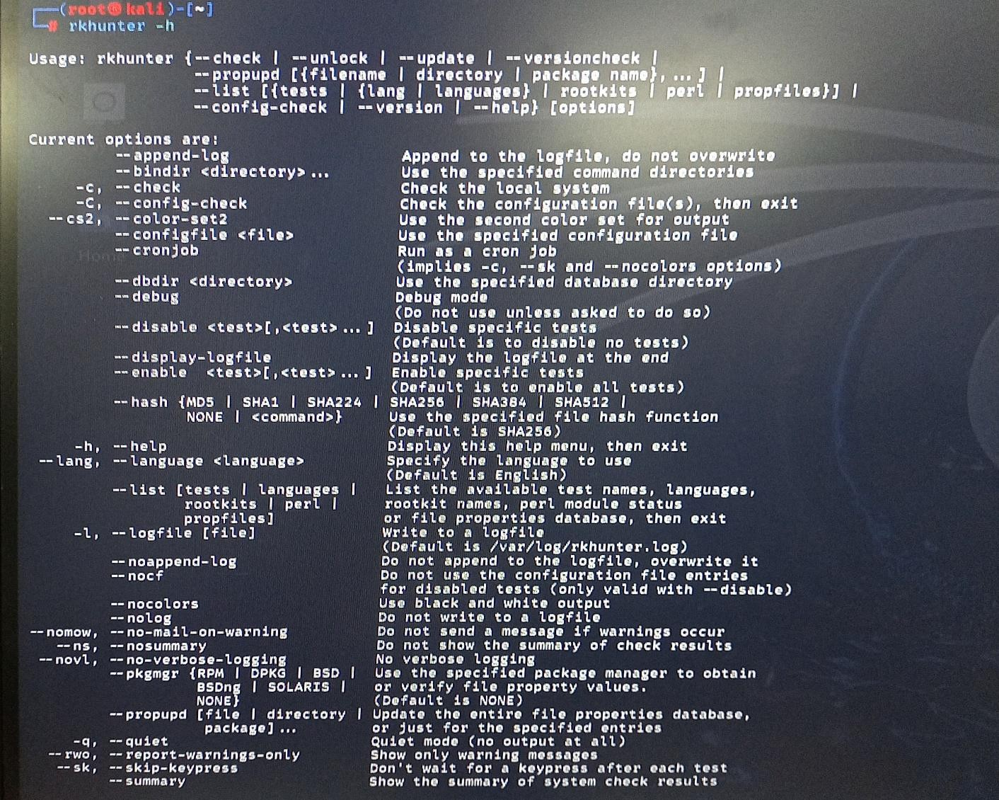 ┌──(root㉿kali)-[~]
└─# rkhunter -h

Usage: rkhunter {--check | --unlock | --update | --versioncheck |
                 --propupd [{filename | directory | package name},...] |
                 --list [{tests | {lang | languages} | rootkits | perl | propfiles}] |
                 --config-check | --version | --help} [options]

Current options are:
         --append-log                  Append to the logfile, do not overwrite
         --bindir <directory>...       Use the specified command directories
     -c, --check                       Check the local system
     -C, --config-check                Check the configuration file(s), then exit
  --cs2, --color-set2                  Use the second color set for output
         --configfile <file>           Use the specified configuration file
         --cronjob                     Run as a cron job
                                       (implies -c, --sk and --nocolors options)
         --dbdir <directory>           Use the specified database directory
         --debug                       Debug mode
                                       (Do not use unless asked to do so)
         --disable <test>[,<test>...]  Disable specific tests
                                       (Default is to disable no tests)
         --display-logfile             Display the logfile at the end
         --enable  <test>[,<test>...]  Enable specific tests
                                       (Default is to enable all tests)
         --hash {MD5 | SHA1 | SHA224 | SHA256 | SHA384 | SHA512 |
                 NONE | <command>}     Use the specified file hash function
                                       (Default is SHA256)
     -h, --help                        Display this help menu, then exit
 --lang, --language <language>         Specify the language to use
                                       (Default is English)
         --list [tests | languages |   List the available test names, languages,
                 rootkits | perl |     rootkit names, perl module status
                 propfiles]            or file properties database, then exit
     -l, --logfile [file]              Write to a logfile
                                       (Default is /var/log/rkhunter.log)
         --noappend-log                Do not append to the logfile, overwrite it
         --nocf                        Do not use the configuration file entries
                                       for disabled tests (only valid with --disable)
         --nocolors                    Use black and white output
         --nolog                       Do not write to a logfile
--nomow, --no-mail-on-warning          Do not send a message if warnings occur
   --ns, --nosummary                   Do not show the summary of check results
 --novl, --no-verbose-logging          No verbose logging
         --pkgmgr {RPM | DPKG | BSD |  Use the specified package manager to obtain
                   BSDng | SOLARIS |   or verify file property values.
                   NONE}               (Default is NONE)
         --propupd [file | directory | Update the entire file properties database,
                    package]...        or just for the specified entries
     -q, --quiet                       Quiet mode (no output at all)
  --rwo, --report-warnings-only        Show only warning messages
   --sk, --skip-keypress               Don't wait for a keypress after each test
         --summary                     Show the summary of system check results
Home